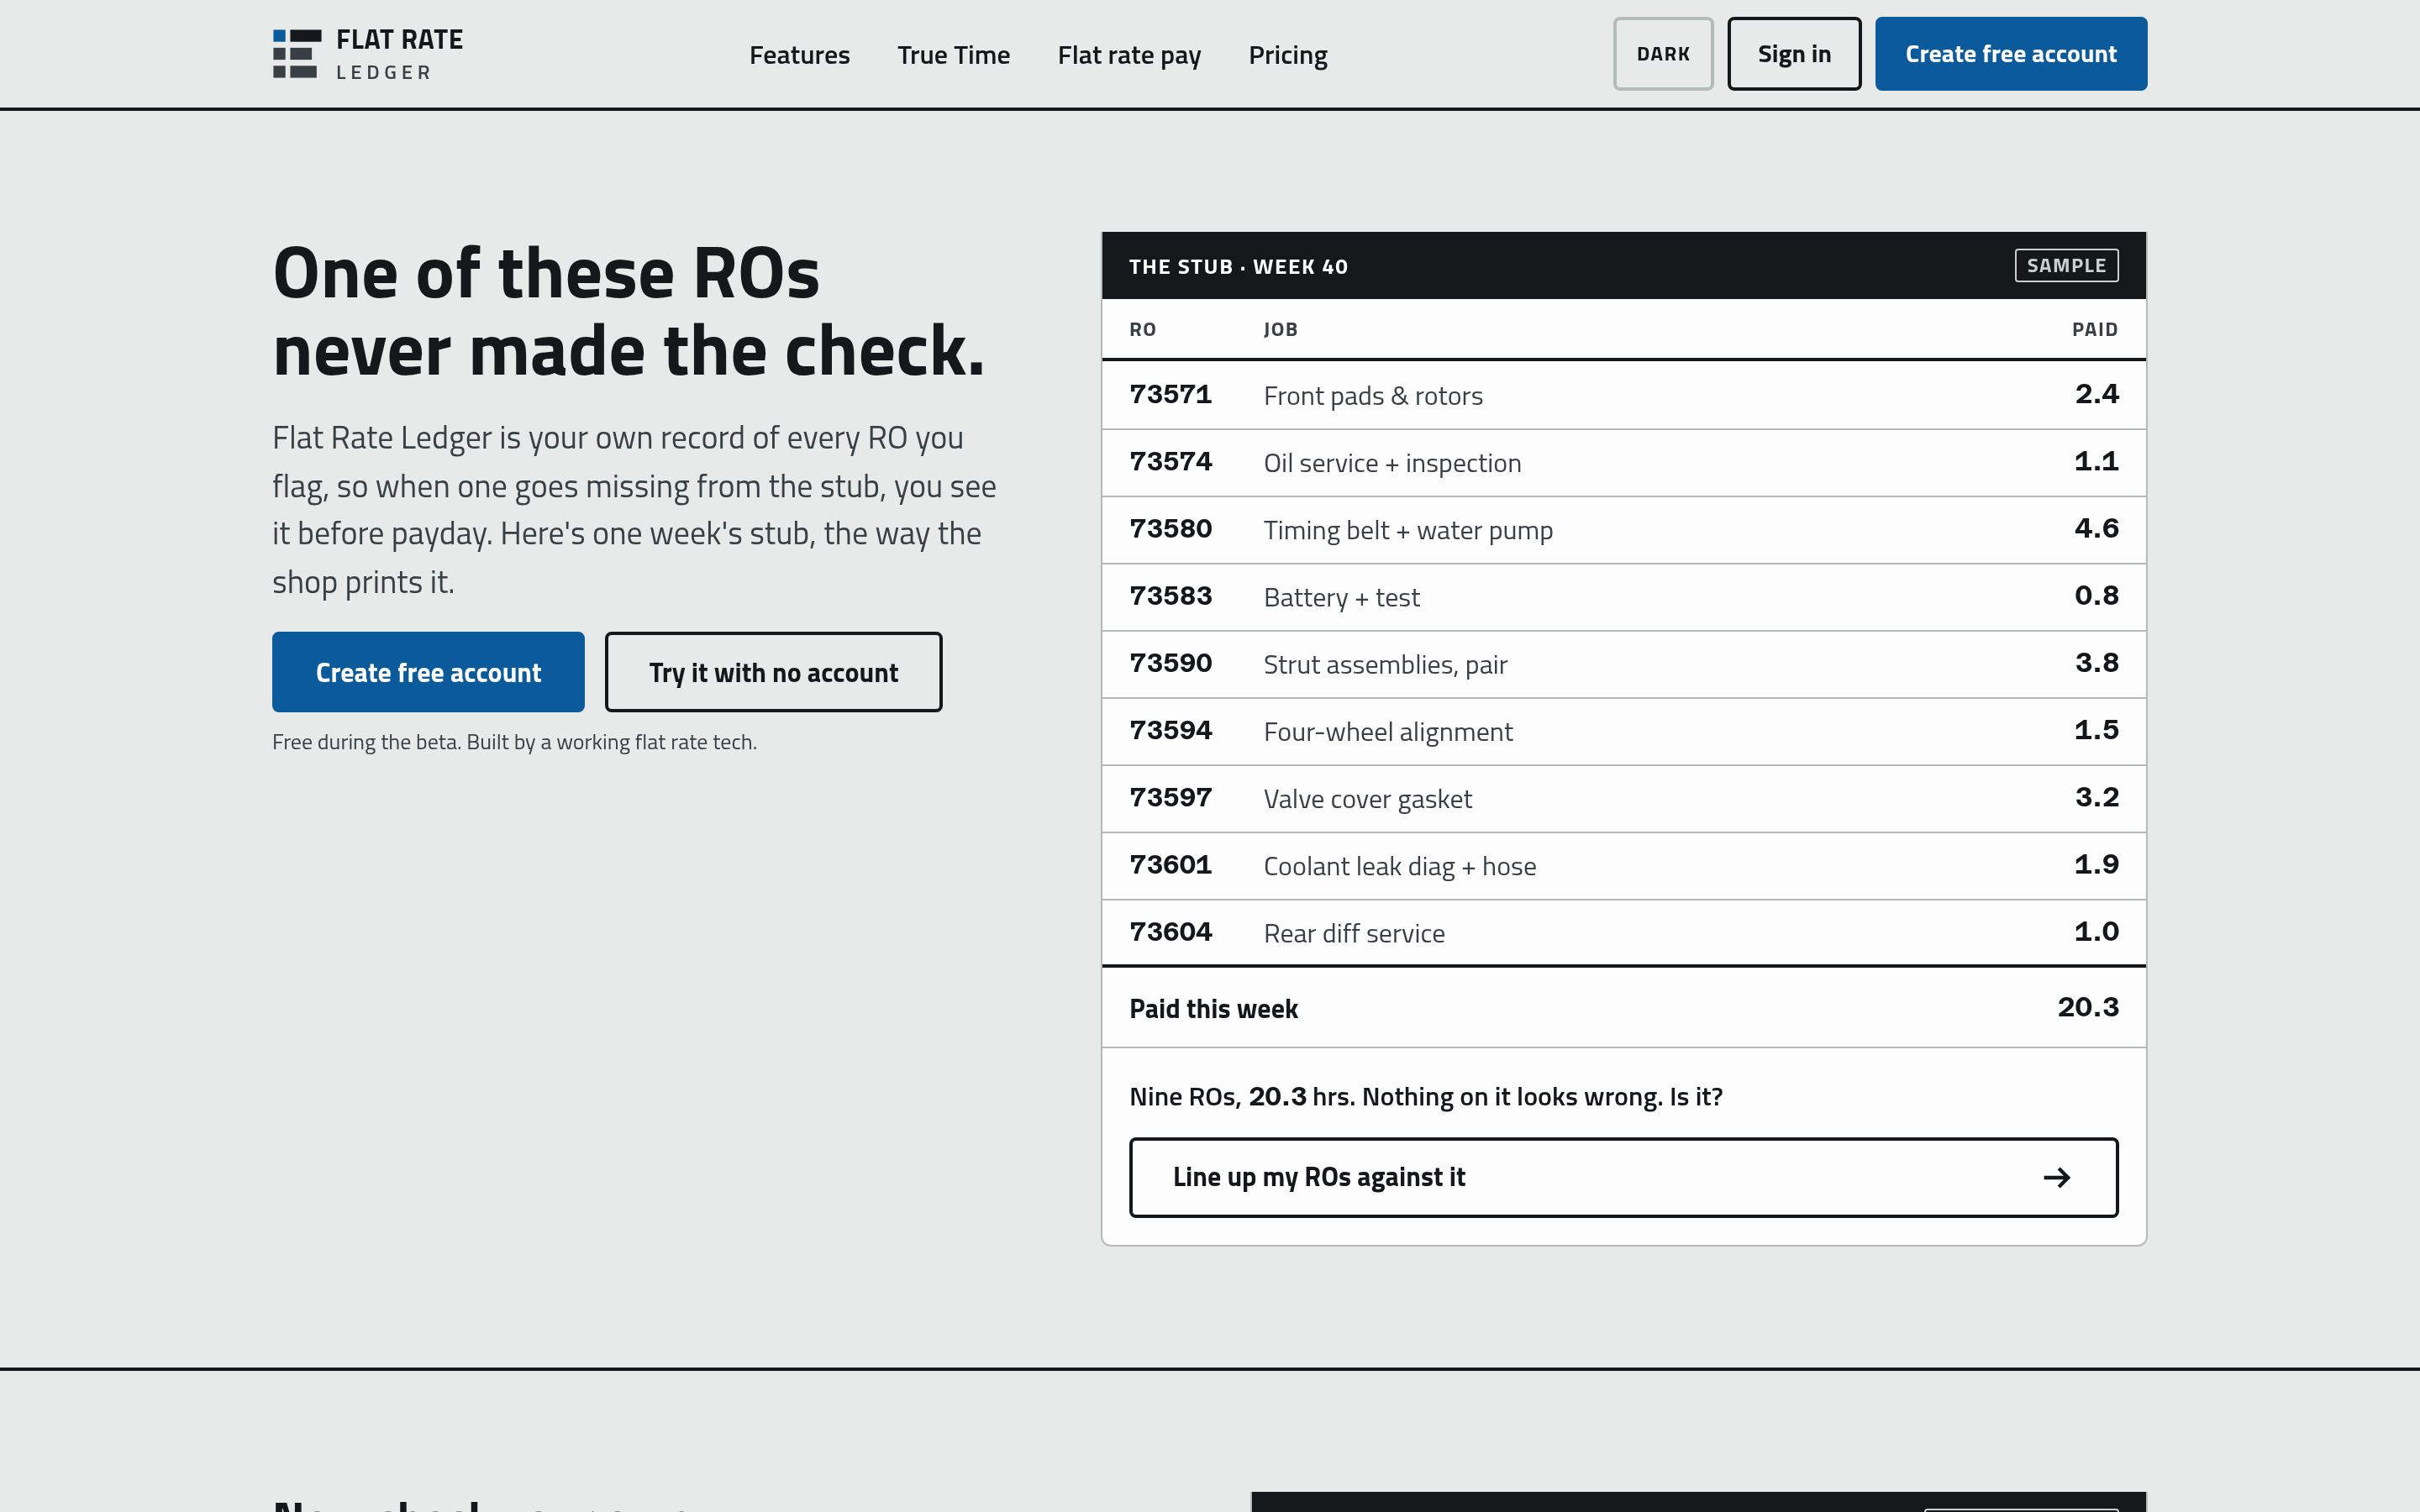 FLAT RATE
LEDGER
Features True Time Flat rate pay Pricing
DARK Sign in Create free account
One of these ROs
never made the check.
Flat Rate Ledger is your own record of every RO you
flag, so when one goes missing from the stub, you see
it before payday. Here's one week's stub, the way the
shop prints it.
Create free account Try it with no account
Free during the beta. Built by a working flat rate tech.
THE STUB · WEEK 40 SAMPLE
RO JOB PAID
73571 Front pads & rotors 2.4
73574 Oil service + inspection 1.1
73580 Timing belt + water pump 4.6
73583 Battery + test 0.8
73590 Strut assemblies, pair 3.8
73594 Four-wheel alignment 1.5
73597 Valve cover gasket 3.2
73601 Coolant leak diag + hose 1.9
73604 Rear diff service 1.0
Paid this week 20.3
Nine ROs, 20.3 hrs. Nothing on it looks wrong. Is it?
Line up my ROs against it →